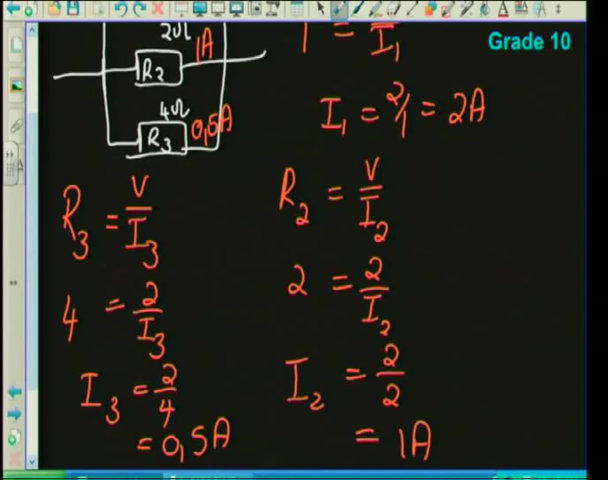 Grade 10
2Ω
1A
R2
4Ω
0,5A
R3
1 = /I₁
I₁ = 2/1 = 2A
R₃ = V/I₃
4 = 2/I₃
I₃ = 2/4
= 0,5A
R₂ = V/I₂
2 = 2/I₂
I₂ = 2/2
= 1A